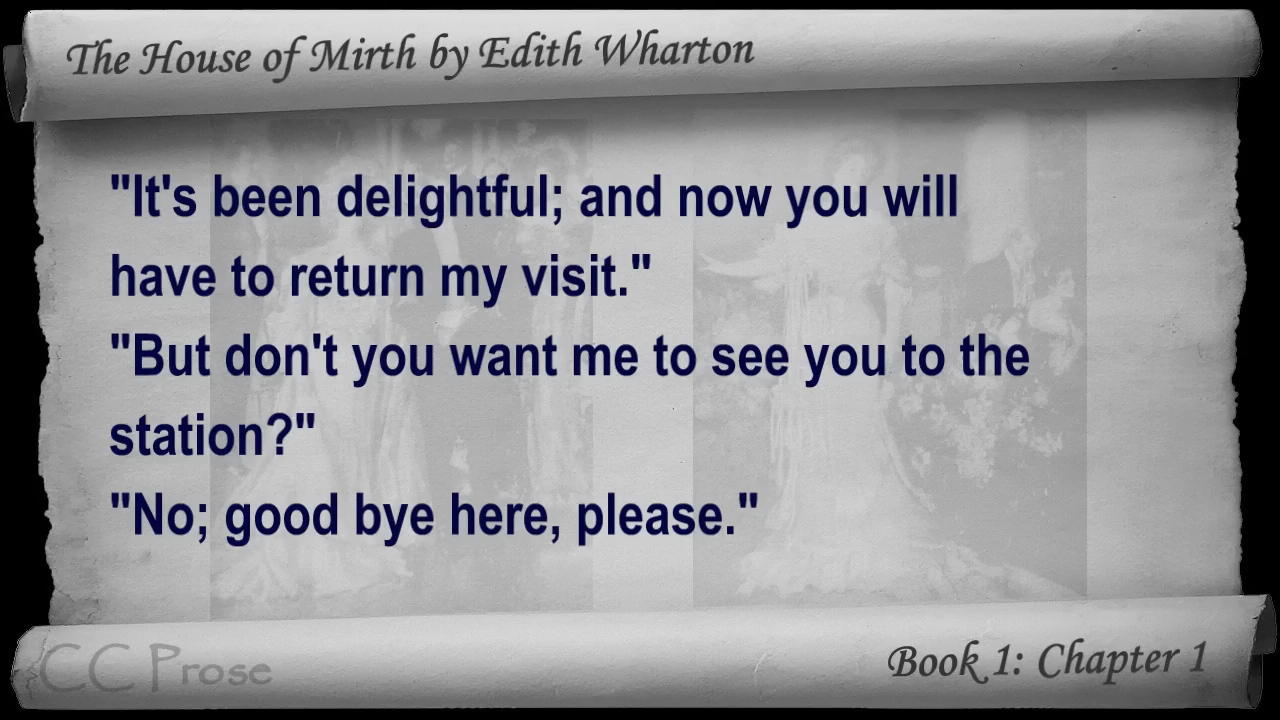 The House of Mirth by Edith Wharton
"It's been delightful; and now you will
have to return my visit."
"But don't you want me to see you to the
station?"
"No; good bye here, please."
CC Prose
Book 1: Chapter 1